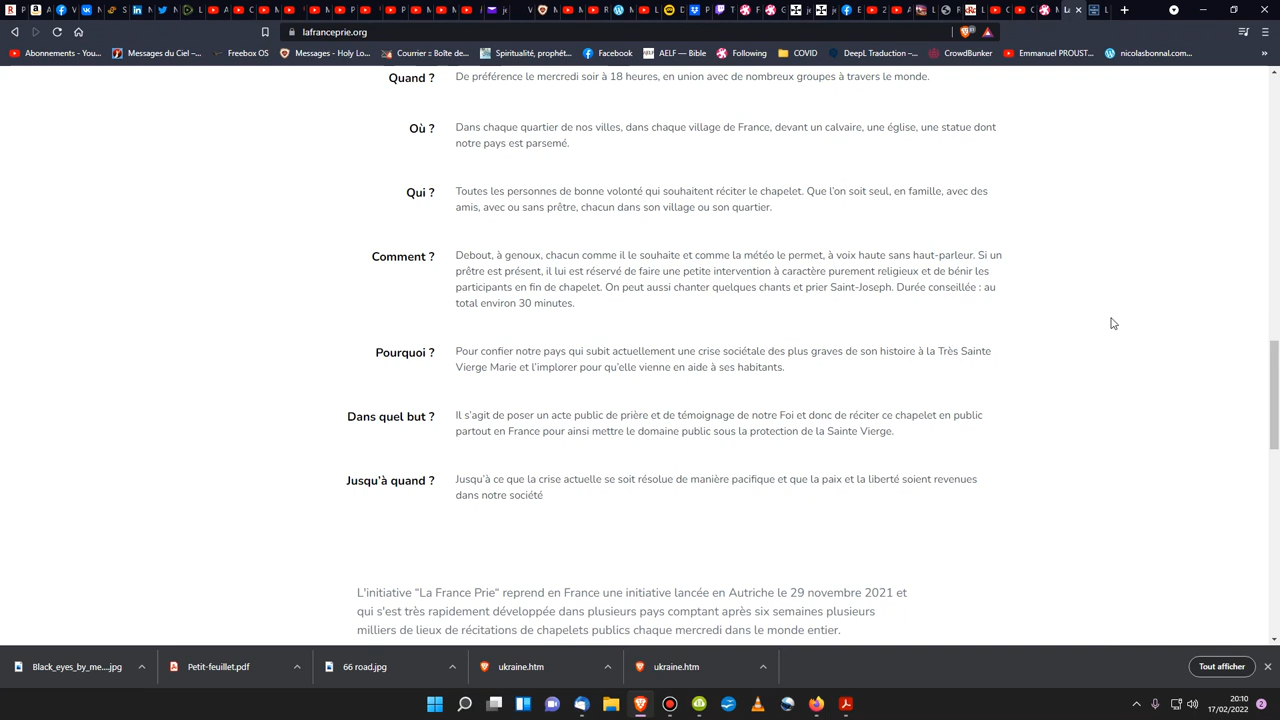 lafranceprie.org
Abonnements - You...
Messages du Ciel –...
Freebox OS
Messages - Holy Lo...
Courrier :: Boîte de...
Spiritualité, prophét...
Facebook
AELF — Bible
Following
COVID
DeepL Traduction –...
CrowdBunker
Emmanuel PROUST...
nicolasbonnal.com...
Quand ?
De préférence le mercredi soir à 18 heures, en union avec de nombreux groupes à travers le monde.
Où ?
Dans chaque quartier de nos villes, dans chaque village de France, devant un calvaire, une église, une statue dont
notre pays est parsemé.
Qui ?
Toutes les personnes de bonne volonté qui souhaitent réciter le chapelet. Que l’on soit seul, en famille, avec des
amis, avec ou sans prêtre, chacun dans son village ou son quartier.
Comment ?
Debout, à genoux, chacun comme il le souhaite et comme la météo le permet, à voix haute sans haut-parleur. Si un
prêtre est présent, il lui est réservé de faire une petite intervention à caractère purement religieux et de bénir les
participants en fin de chapelet. On peut aussi chanter quelques chants et prier Saint-Joseph. Durée conseillée : au
total environ 30 minutes.
Pourquoi ?
Pour confier notre pays qui subit actuellement une crise sociétale des plus graves de son histoire à la Très Sainte
Vierge Marie et l’implorer pour qu’elle vienne en aide à ses habitants.
Dans quel but ?
Il s’agit de poser un acte public de prière et de témoignage de notre Foi et donc de réciter ce chapelet en public
partout en France pour ainsi mettre le domaine public sous la protection de la Sainte Vierge.
Jusqu’à quand ?
Jusqu’à ce que la crise actuelle se soit résolue de manière pacifique et que la paix et la liberté soient revenues
dans notre société
L'initiative “La France Prie“ reprend en France une initiative lancée en Autriche le 29 novembre 2021 et
qui s'est très rapidement développée dans plusieurs pays comptant après six semaines plusieurs
milliers de lieux de récitations de chapelets publics chaque mercredi dans le monde entier.
Black_eyes_by_me....jpg
Petit-feuillet.pdf
66 road.jpg
ukraine.htm
ukraine.htm
Tout afficher
20:10
17/02/2022
2